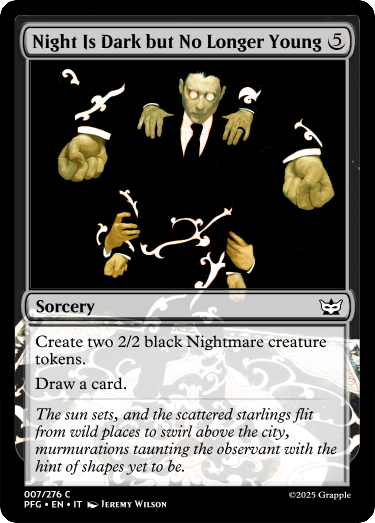 Night Is Dark but No Longer Young 5
Sorcery
Create two 2/2 black Nightmare creature
tokens.
Draw a card.
The sun sets, and the scattered starlings flit
from wild places to swirl above the city,
murmurations taunting the observant with the
hint of shapes yet to be.
007/276 C
PFG • EN • IT Jeremy Wilson
©2025 Grapple